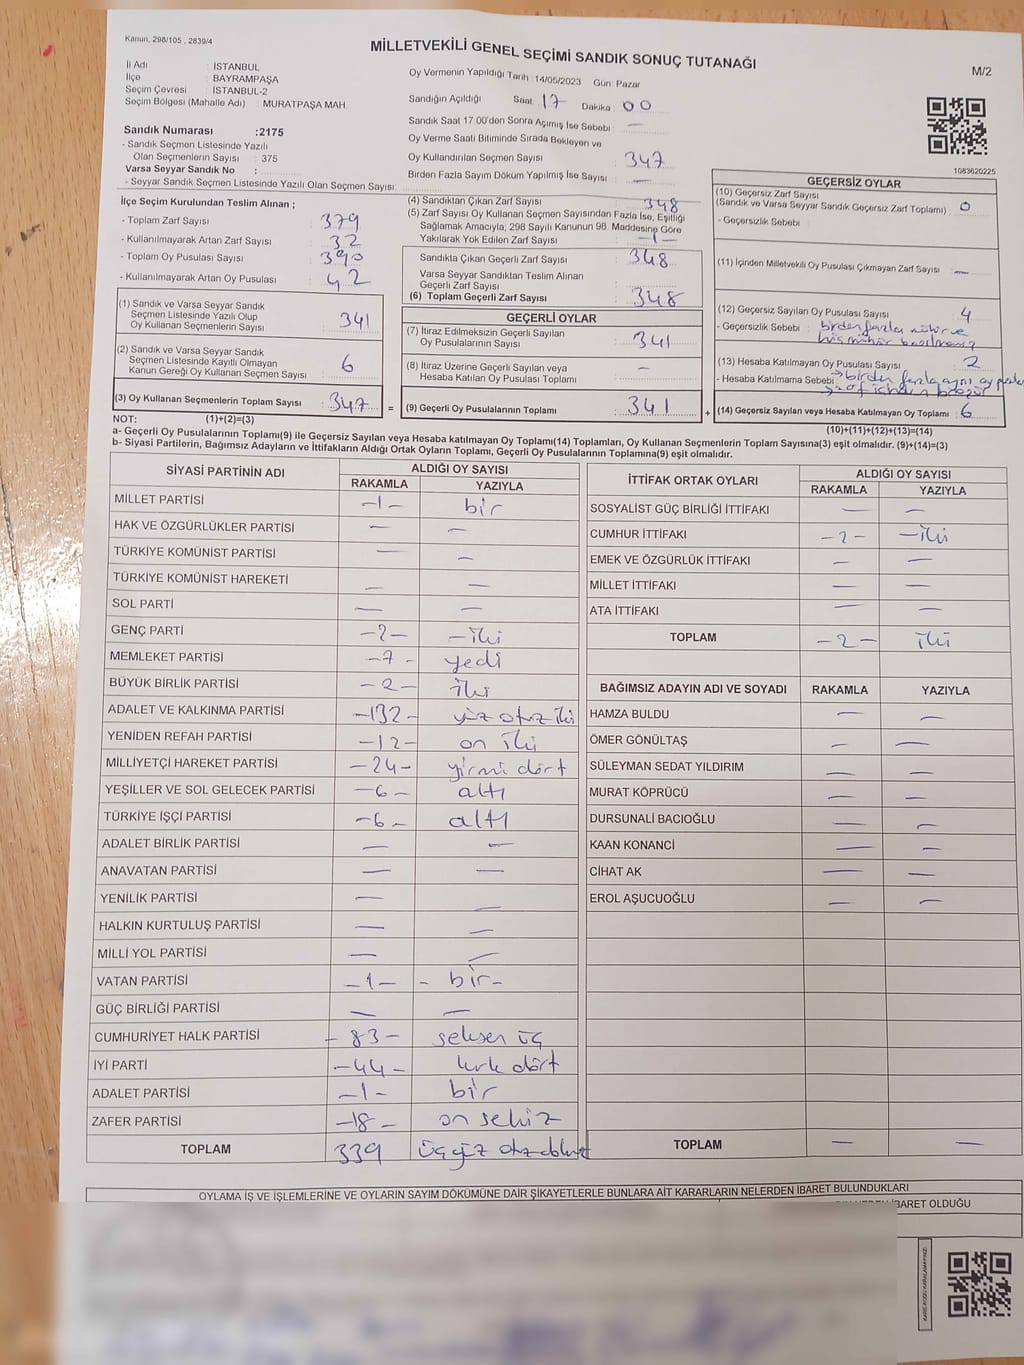 Kanun, 298/105 , 2839/4
MİLLETVEKİLİ GENEL SEÇİMİ SANDIK SONUÇ TUTANAĞI
M/2
İl Adı : İSTANBUL
İlçe : BAYRAMPAŞA
Seçim Çevresi : İSTANBUL-2
Seçim Bölgesi (Mahalle Adı) : MURATPAŞA MAH.
Sandık Numarası :2175
- Sandık Seçmen Listesinde Yazılı
Olan Seçmenlerin Sayısı : 375
Varsa Seyyar Sandık No :
- Seyyar Sandık Seçmen Listesinde Yazılı Olan Seçmen Sayısı:
Oy Vermenin Yapıldığı Tarih : 14/05/2023 Gün: Pazar
Sandığın Açıldığı Saat 17 Dakika 00
Sandık Saat 17:00'den Sonra Açımış İse Sebebi : —
Oy Verme Saati Bitiminde Sırada Bekleyen ve
Oy Kullandırılan Seçmen Sayısı : 347
Birden Fazla Sayım Döküm Yapılmış İse Sayısı : —
1083620225
İlçe Seçim Kurulundan Teslim Alınan ;
- Toplam Zarf Sayısı : 379
- Kullanılmayarak Artan Zarf Sayısı : 32
- Toplam Oy Pusulası Sayısı : 390
- Kullanılmayarak Artan Oy Pusulası : 42
(1) Sandık ve Varsa Seyyar Sandık
Seçmen Listesinde Yazılı Olup
Oy Kullanan Seçmenlerin Sayısı : 341
(2) Sandık ve Varsa Seyyar Sandık
Seçmen Listesinde Kayıtlı Olmayan
Kanun Gereği Oy Kullanan Seçmen Sayısı : 6
(3) Oy Kullanan Seçmenlerin Toplam Sayısı : 347
(1)+(2)=(3)
(4) Sandıktan Çıkan Zarf Sayısı : 348
(5) Zarf Sayısı Oy Kullanan Seçmen Sayısından Fazla İse, Eşitliği
Sağlamak Amacıyla; 298 Sayılı Kanunun 98. Maddesine Göre
Yakılarak Yok Edilen Zarf Sayısı : -1-
Sandıkta Çıkan Geçerli Zarf Sayısı : 348
Varsa Seyyar Sandıktan Teslim Alınan
Geçerli Zarf Sayısı :
(6) Toplam Geçerli Zarf Sayısı : 348
GEÇERLİ OYLAR
(7) İtiraz Edilmeksizin Geçerli Sayılan
Oy Pusulalarının Sayısı : 341
(8) İtiraz Üzerine Geçerli Sayılan veya
Hesaba Katılan Oy Pusulası Toplamı : —
= (9) Geçerli Oy Pusulalarının Toplamı : 341 +
GEÇERSİZ OYLAR
(10) Geçersiz Zarf Sayısı
(Sandık ve Varsa Seyyar Sandık Geçersiz Zarf Toplamı) : 0
- Geçersizlik Sebebi :
(11) İçinden Milletvekili Oy Pusulası Çıkmayan Zarf Sayısı : —
(12) Geçersiz Sayılan Oy Pusulası Sayısı : 4
- Geçersizlik Sebebi : birden fazla mühür ve
hiç mühür
(13) Hesaba Katılmayan Oy Pusulası Sayısı : 2
- Hesaba Katılmama Sebebi : birden fazla aynı oy
(14) Geçersiz Sayılan veya Hesaba Katılmayan Oy Toplamı : 6
(10)+(11)+(12)+(13)=(14)
NOT:
a- Geçerli Oy Pusulalarının Toplamı(9) ile Geçersiz Sayılan veya Hesaba katılmayan Oy Toplamı(14) Toplamları, Oy Kullanan Seçmenlerin Toplam Sayısına(3) eşit olmalıdır. (9)+(14)=(3)
b- Siyasi Partilerin, Bağımsız Adayların ve İttifakların Aldığı Ortak Oyların Toplamı, Geçerli Oy Pusulalarının Toplamına(9) eşit olmalıdır.
SİYASİ PARTİNİN ADI ALDIĞI OY SAYISI
RAKAMLA YAZIYLA
MİLLET PARTİSİ -1- bir
HAK VE ÖZGÜRLÜKLER PARTİSİ — —
TÜRKİYE KOMÜNİST PARTİSİ — —
TÜRKİYE KOMÜNİST HAREKETİ — —
SOL PARTİ — —
GENÇ PARTİ -2- -iki
MEMLEKET PARTİSİ -7- yedi
BÜYÜK BİRLİK PARTİSİ -2- iki
ADALET VE KALKINMA PARTİSİ -132- yüz otuz iki
YENİDEN REFAH PARTİSİ -12- on iki
MİLLİYETÇİ HAREKET PARTİSİ -24- yirmi dört
YEŞİLLER VE SOL GELECEK PARTİSİ -6- altı
TÜRKİYE İŞÇİ PARTİSİ -6- altı
ADALET BİRLİK PARTİSİ — —
ANAVATAN PARTİSİ — —
YENİLİK PARTİSİ — —
HALKIN KURTULUŞ PARTİSİ — —
MİLLİ YOL PARTİSİ — —
VATAN PARTİSİ -1- - bir-
GÜÇ BİRLİĞİ PARTİSİ — —
CUMHURİYET HALK PARTİSİ - 83- seksen üç
İYİ PARTİ -44- kırk dört
ADALET PARTİSİ -1- bir
ZAFER PARTİSİ -18- on sekiz
TOPLAM 339 üçyüz otuz dokuz
İTTİFAK ORTAK OYLARI ALDIĞI OY SAYISI
RAKAMLA YAZIYLA
SOSYALİST GÜÇ BİRLİĞİ İTTİFAKI — —
CUMHUR İTTİFAKI -2- -iki
EMEK VE ÖZGÜRLÜK İTTİFAKI — —
MİLLET İTTİFAKI — —
ATA İTTİFAKI — —
TOPLAM -2- iki
BAĞIMSIZ ADAYIN ADI VE SOYADI RAKAMLA YAZIYLA
HAMZA BULDU — —
ÖMER GÖNÜLTAŞ — —
SÜLEYMAN SEDAT YILDIRIM — —
MURAT KÖPRÜCÜ — —
DURSUNALİ BACIOĞLU — —
KAAN KONANCİ — —
CİHAT AK — —
EROL AŞUCUOĞLU — —
TOPLAM — —
OYLAMA İŞ VE İŞLEMLERİNE VE OYLARIN SAYIM DÖKÜMÜNE DAİR ŞİKAYETLERLE BUNLARA AİT KARARLARIN NELERDEN İBARET BULUNDUKLARI
İBARET OLDUĞU